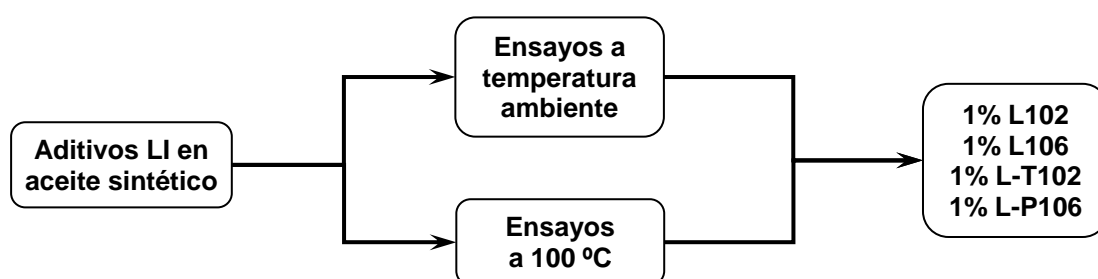 Aditivos LI en
aceite sintético
Ensayos a
temperatura
ambiente
Ensayos
a 100 ºC
1% L102
1% L106
1% L-T102
1% L-P106